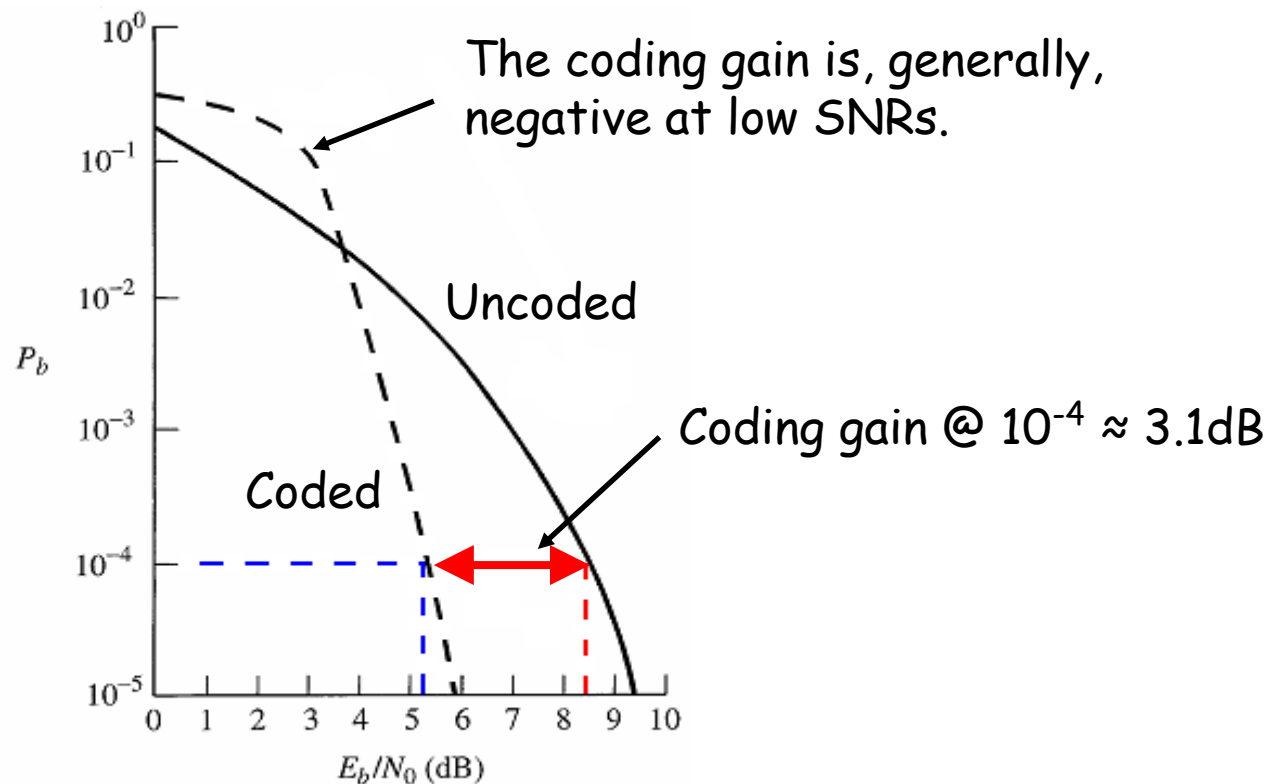 10⁰
The coding gain is, generally,
negative at low SNRs.
10⁻¹
10⁻²
Uncoded
P_b
10⁻³
Coding gain @ 10⁻⁴ ≈ 3.1dB
Coded
10⁻⁴
10⁻⁵
0 1 2 3 4 5 6 7 8 9 10
E_b/N_0 (dB)